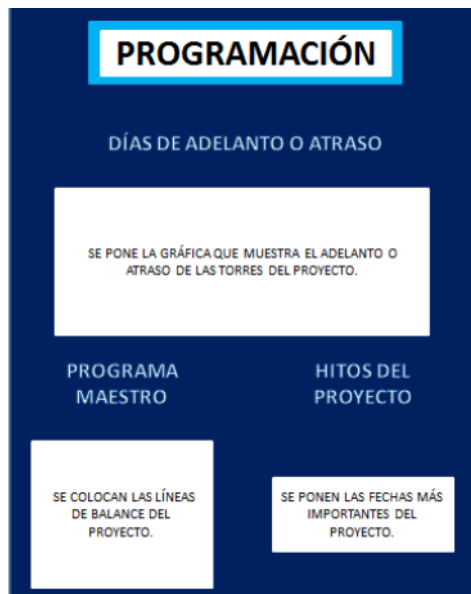 PROGRAMACIÓN
DÍAS DE ADELANTO O ATRASO
SE PONE LA GRÁFICA QUE MUESTRA EL ADELANTO O
ATRASO DE LAS TORRES DEL PROYECTO.
PROGRAMA
MAESTRO
SE COLOCAN LAS LÍNEAS
DE BALANCE DEL
PROYECTO.
HITOS DEL
PROYECTO
SE PONEN LAS FECHAS MÁS
IMPORTANTES DEL
PROYECTO.